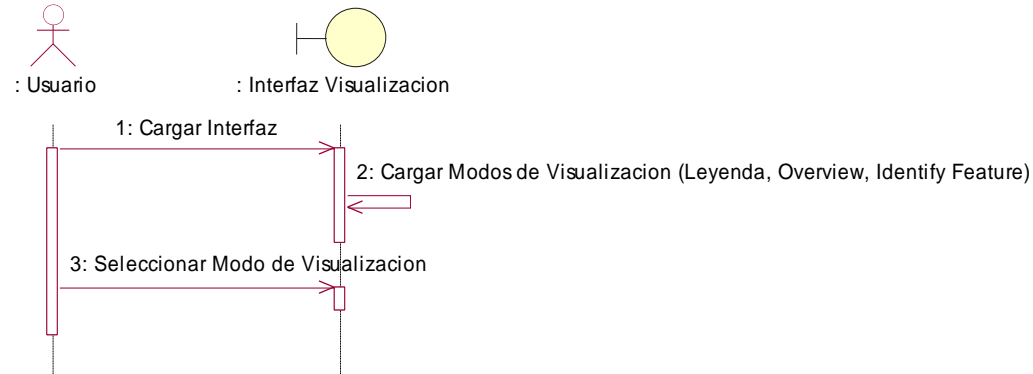 : Usuario
: Interfaz Visualizacion
1: Cargar Interfaz
2: Cargar Modos de Visualizacion (Leyenda, Overview, Identify Feature)
3: Seleccionar Modo de Visualizacion